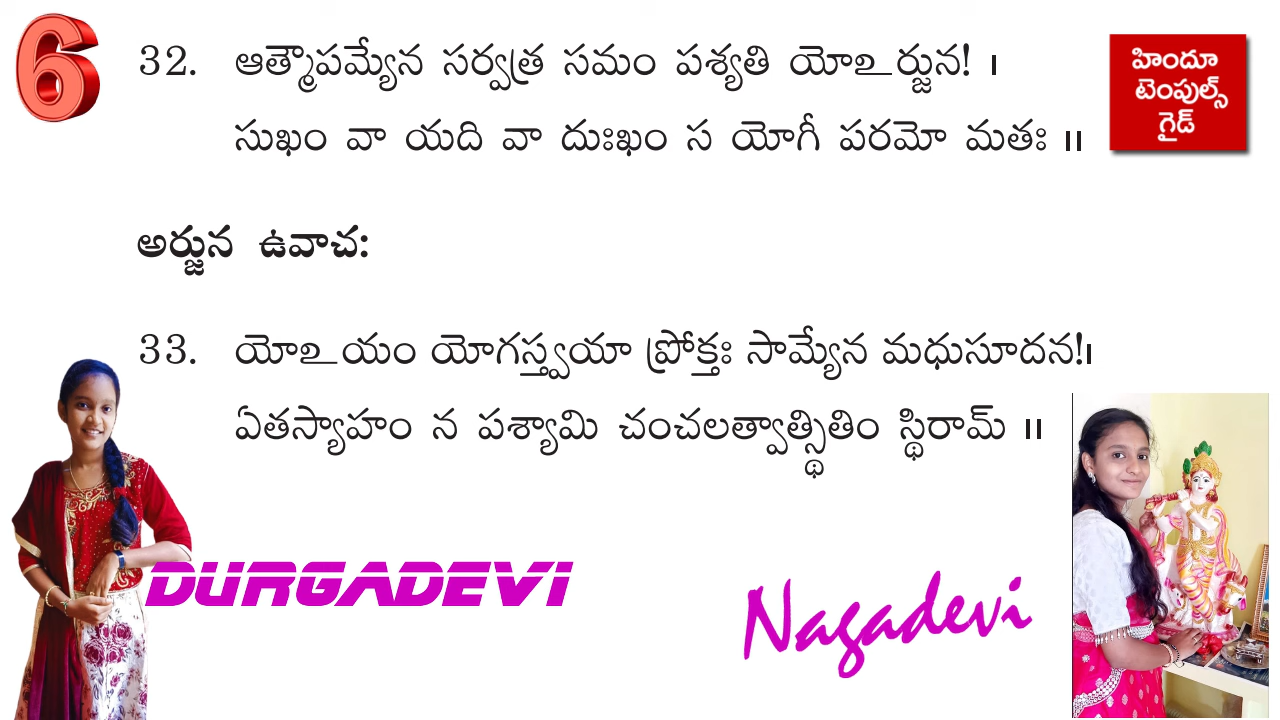 6
32. ఆత్మౌపమ్యేన సర్వత్ర సమం పశ్యతి యోఽర్జున! ।
సుఖం వా యది వా దుఃఖం స యోగీ పరమో మతః ॥
హిందూ
టెంపుల్స్
గైడ్
అర్జున ఉవాచ:
33. యోఽయం యోగస్త్వయా ప్రోక్తః సామ్యేన మధుసూదన!।
ఏతస్యాహం న పశ్యామి చంచలత్వాత్స్థితిం స్థిరామ్ ॥
DURGADEVI
Nagadevi